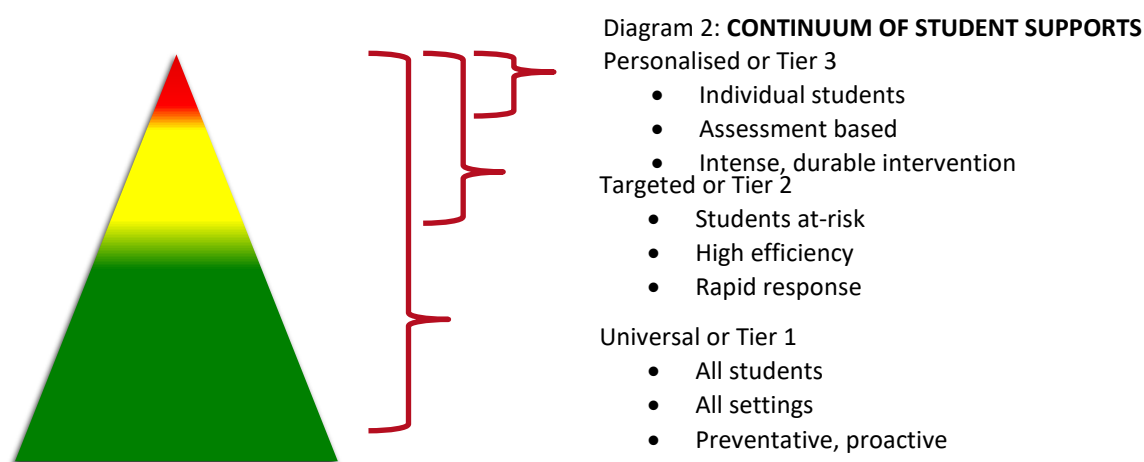 Diagram 2: CONTINUUM OF STUDENT SUPPORTS
Personalised or Tier 3
• Individual students
• Assessment based
• Intense, durable intervention
Targeted or Tier 2
• Students at-risk
• High efficiency
• Rapid response
Universal or Tier 1
• All students
• All settings
• Preventative, proactive